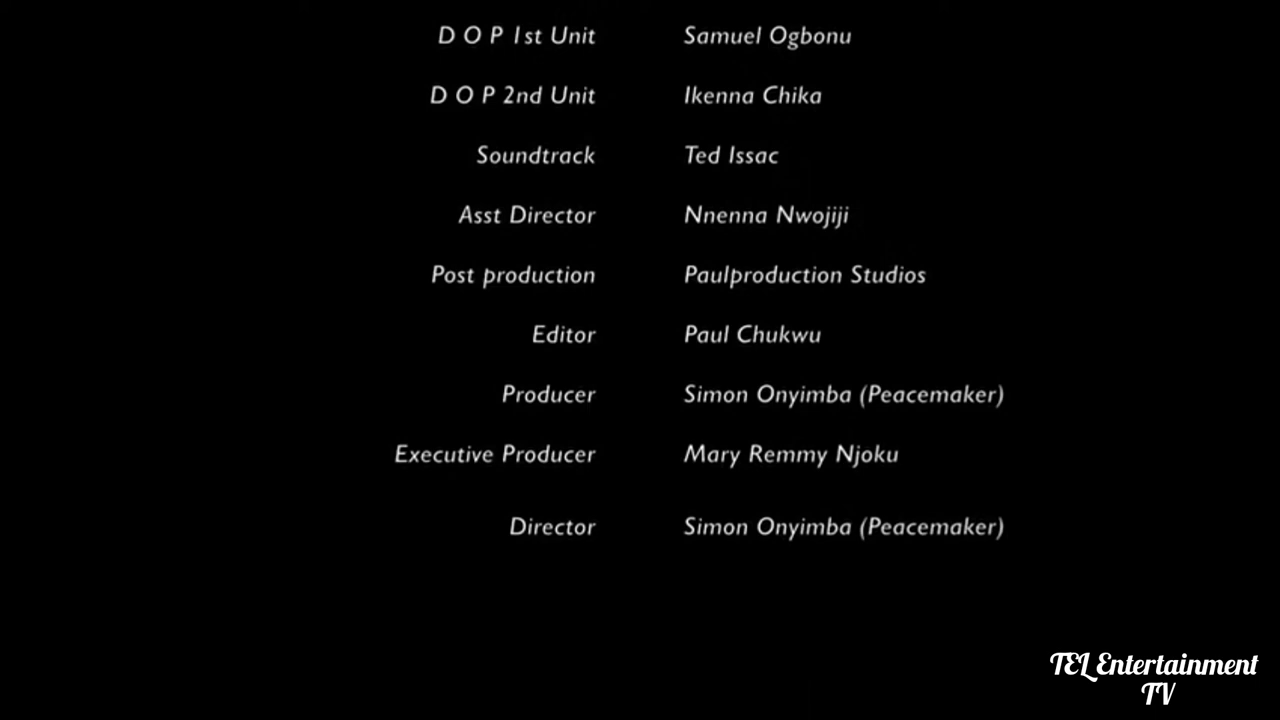 D O P 1st Unit Samuel Ogbonu
D O P 2nd Unit Ikenna Chika
Soundtrack Ted Issac
Asst Director Nnenna Nwojiji
Post production Paulproduction Studios
Editor Paul Chukwu
Producer Simon Onyimba (Peacemaker)
Executive Producer Mary Remmy Njoku
Director Simon Onyimba (Peacemaker)
TEL Entertainment
TV